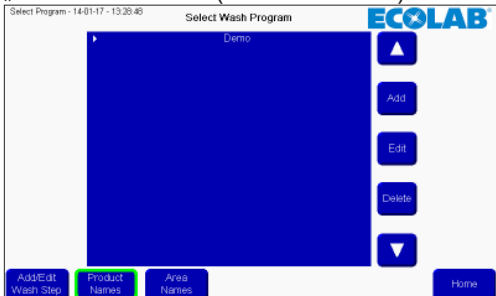 Select Program - 14-01-17 - 13:28:48
Select Wash Program
ECOLAB®
Demo
Add
Edit
Delete
Add/Edit
Wash Step
Product
Names
Area
Names
Home